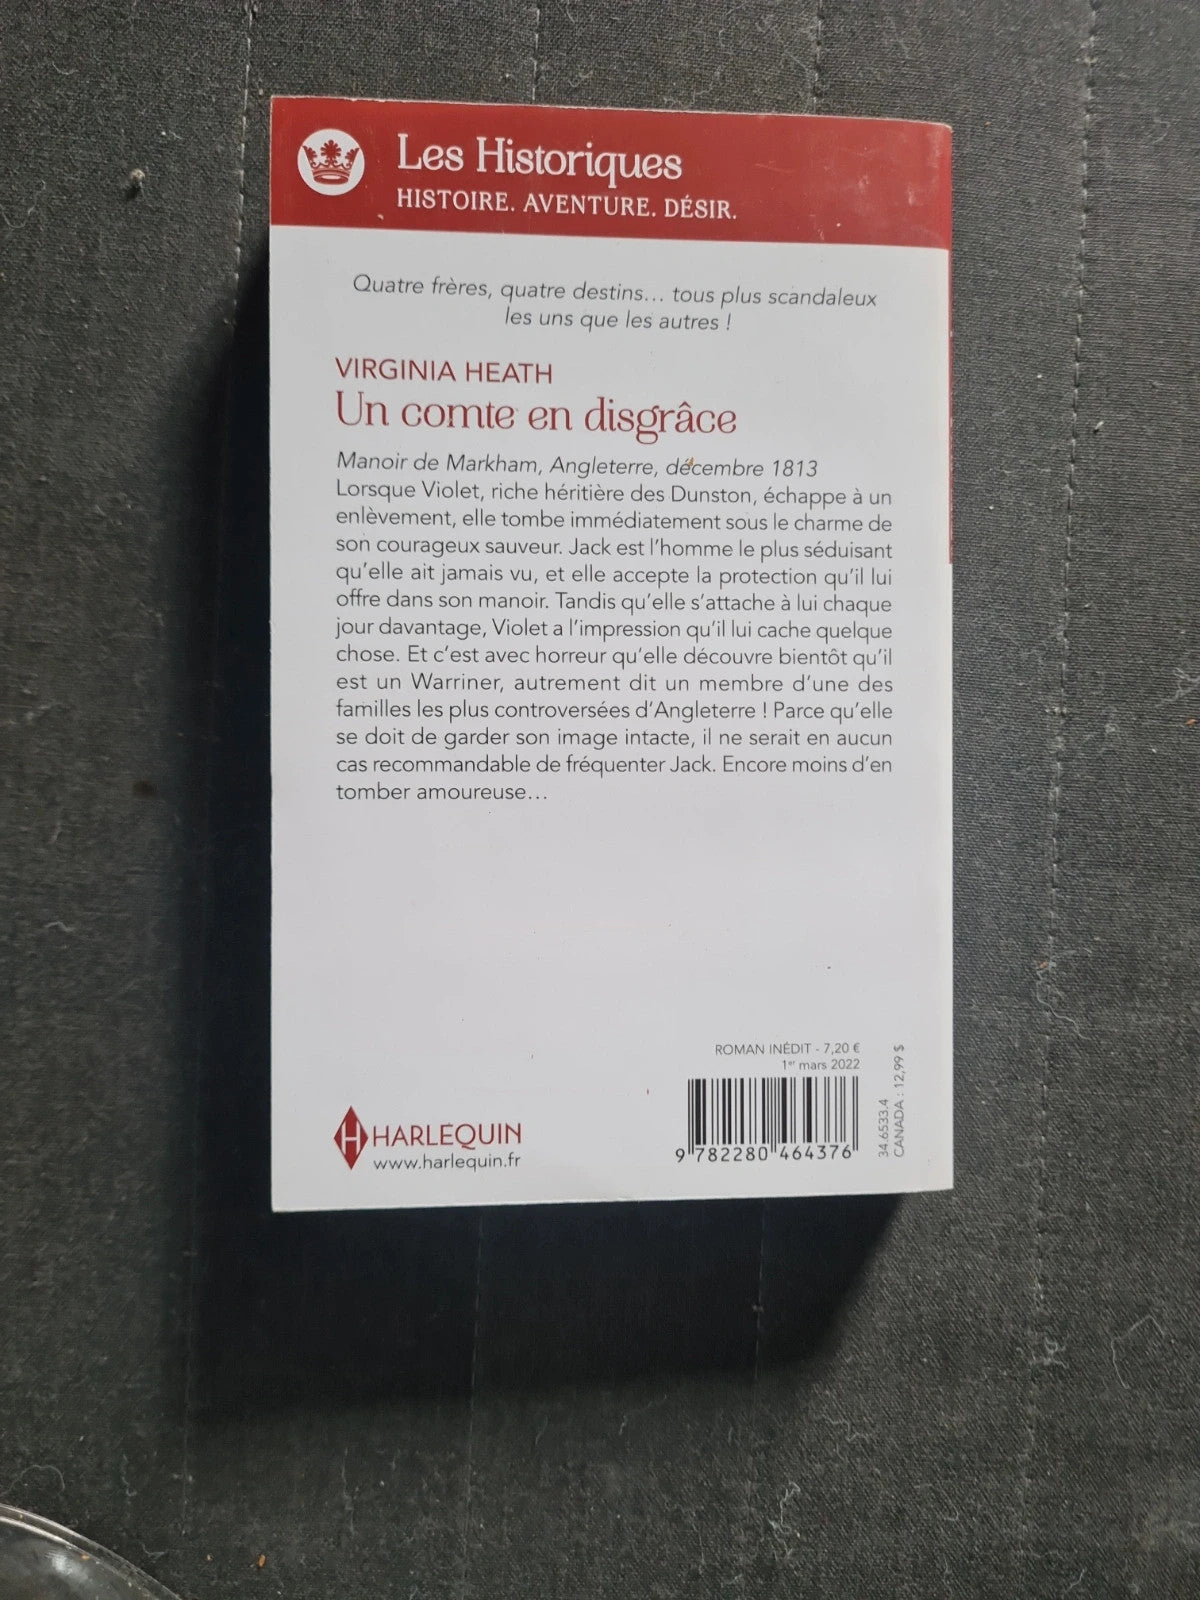 Les Historiques
HISTOIRE. AVENTURE. DÉSIR.
Quatre frères, quatre destins… tous plus scandaleux
les uns que les autres !
VIRGINIA HEATH
Un comte en disgrâce
Manoir de Markham, Angleterre, décembre 1813
Lorsque Violet, riche héritière des Dunston, échappe à un
enlèvement, elle tombe immédiatement sous le charme de
son courageux sauveur. Jack est l'homme le plus séduisant
qu'elle ait jamais vu, et elle accepte la protection qu'il lui
offre dans son manoir. Tandis qu'elle s'attache à lui chaque
jour davantage, Violet a l'impression qu'il lui cache quelque
chose. Et c'est avec horreur qu'elle découvre bientôt qu'il
est un Warriner, autrement dit un membre d'une des
familles les plus controversées d'Angleterre ! Parce qu'elle
se doit de garder son image intacte, il ne serait en aucun
cas recommandable de fréquenter Jack. Encore moins d'en
tomber amoureuse…
ROMAN INÉDIT - 7,20 €
1er mars 2022
9 782280 464376
34.6533.4
CANADA : 12,99 $
H HARLEQUIN
www.harlequin.fr